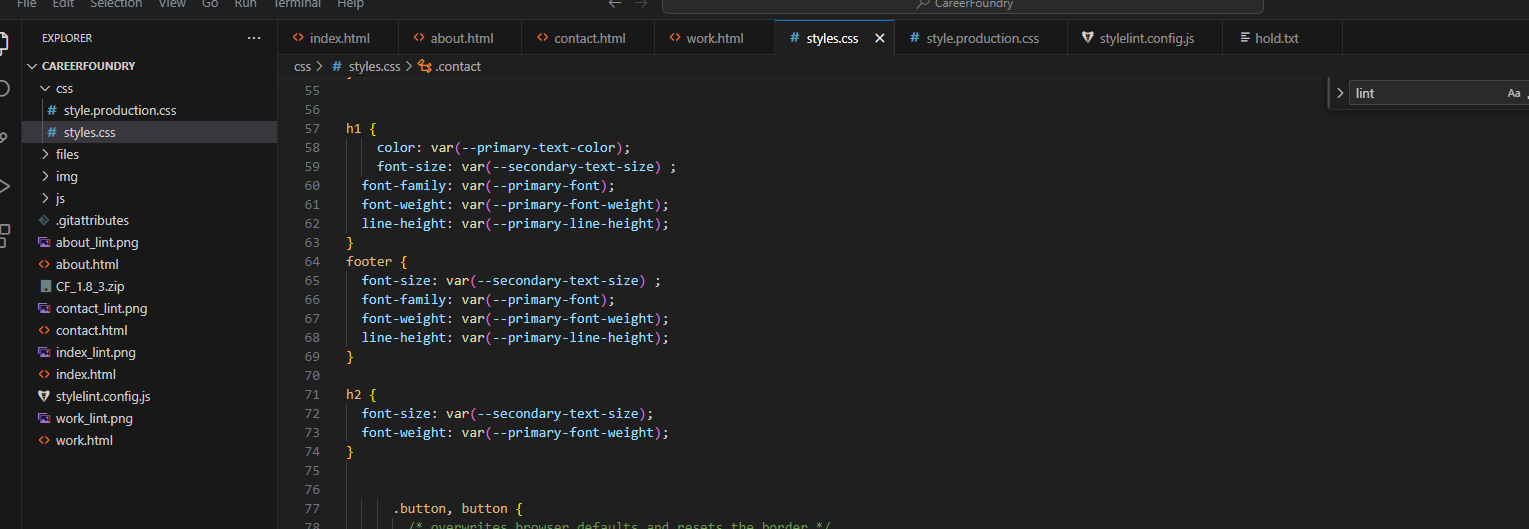 File Edit Selection View Go Run Terminal Help
CareerFoundry
EXPLORER ...
index.html about.html contact.html work.html styles.css style.production.css stylelint.config.js hold.txt
css > # styles.css > .contact
lint Aa
CAREERFOUNDRY
css
# style.production.css
# styles.css
files
img
js
.gitattributes
about_lint.png
about.html
CF_1.8_3.zip
contact_lint.png
contact.html
index_lint.png
index.html
stylelint.config.js
work_lint.png
work.html
55
56
57 h1 {
58 color: var(--primary-text-color);
59 font-size: var(--secondary-text-size) ;
60 font-family: var(--primary-font);
61 font-weight: var(--primary-font-weight);
62 line-height: var(--primary-line-height);
63 }
64 footer {
65 font-size: var(--secondary-text-size) ;
66 font-family: var(--primary-font);
67 font-weight: var(--primary-font-weight);
68 line-height: var(--primary-line-height);
69 }
70
71 h2 {
72 font-size: var(--secondary-text-size);
73 font-weight: var(--primary-font-weight);
74 }
75
76
77 .button, button {
78 /* overwrites browser defaults and resets the border */